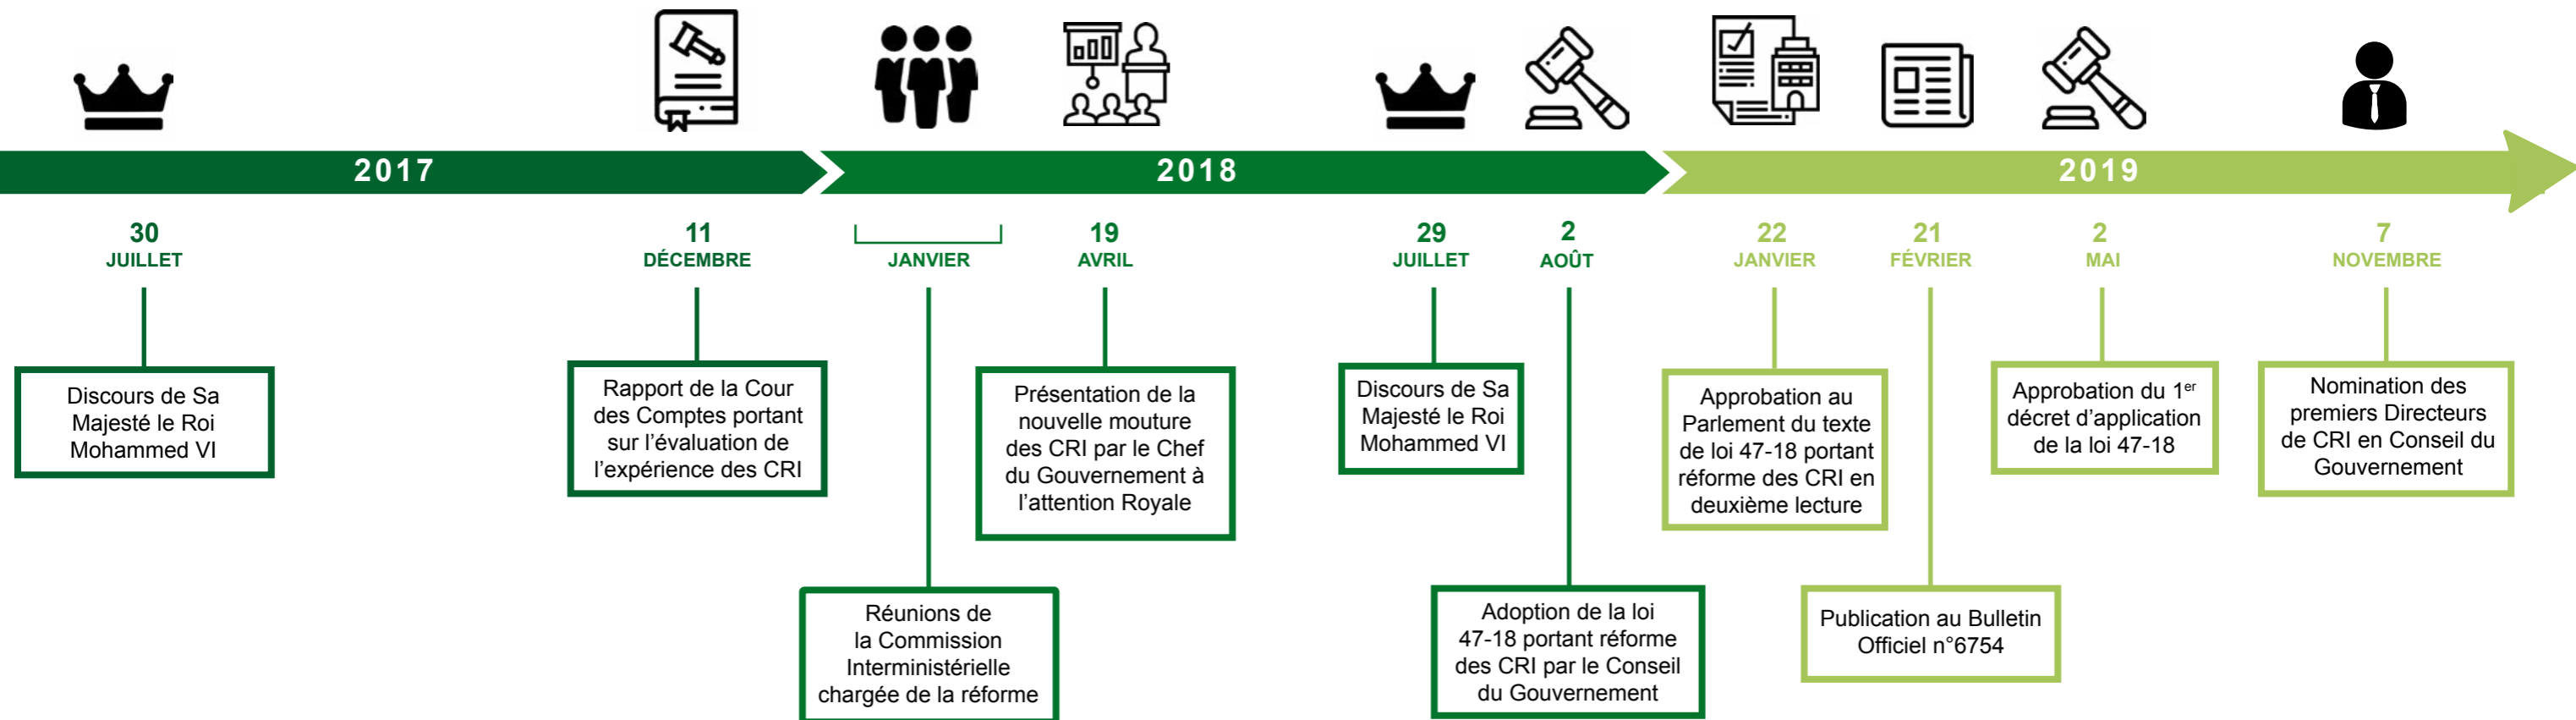 2017
2018
2019
30
JUILLET
Discours de Sa
Majesté le Roi
Mohammed VI
11
DÉCEMBRE
Rapport de la Cour
des Comptes portant
sur l’évaluation de
l’expérience des CRI
JANVIER
Réunions de
la Commission
Interministérielle
chargée de la réforme
19
AVRIL
Présentation de la
nouvelle mouture
des CRI par le Chef
du Gouvernement à
l’attention Royale
29
JUILLET
Discours de Sa
Majesté le Roi
Mohammed VI
2
AOÛT
Adoption de la loi
47-18 portant réforme
des CRI par le Conseil
du Gouvernement
22
JANVIER
Approbation au
Parlement du texte
de loi 47-18 portant
réforme des CRI en
deuxième lecture
21
FÉVRIER
Publication au Bulletin
Officiel n°6754
2
MAI
Approbation du 1er
décret d’application
de la loi 47-18
7
NOVEMBRE
Nomination des
premiers Directeurs
de CRI en Conseil du
Gouvernement